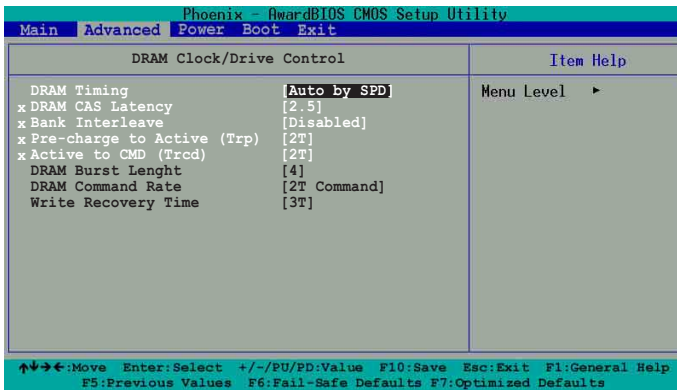 Phoenix - AwardBIOS CMOS Setup Utility
Main Advanced Power Boot Exit
DRAM Clock/Drive Control
Item Help
DRAM Timing [Auto by SPD]
Menu Level ►
x DRAM CAS Latency [2.5]
x Bank Interleave [Disabled]
x Pre-charge to Active (Trp) [2T]
x Active to CMD (Trcd) [2T]
DRAM Burst Lenght [4]
DRAM Command Rate [2T Command]
Write Recovery Time [3T]
↑↓→←:Move Enter:Select +/-/PU/PD:Value F10:Save Esc:Exit F1:General Help
F5:Previous Values F6:Fail-Safe Defaults F7:Optimized Defaults